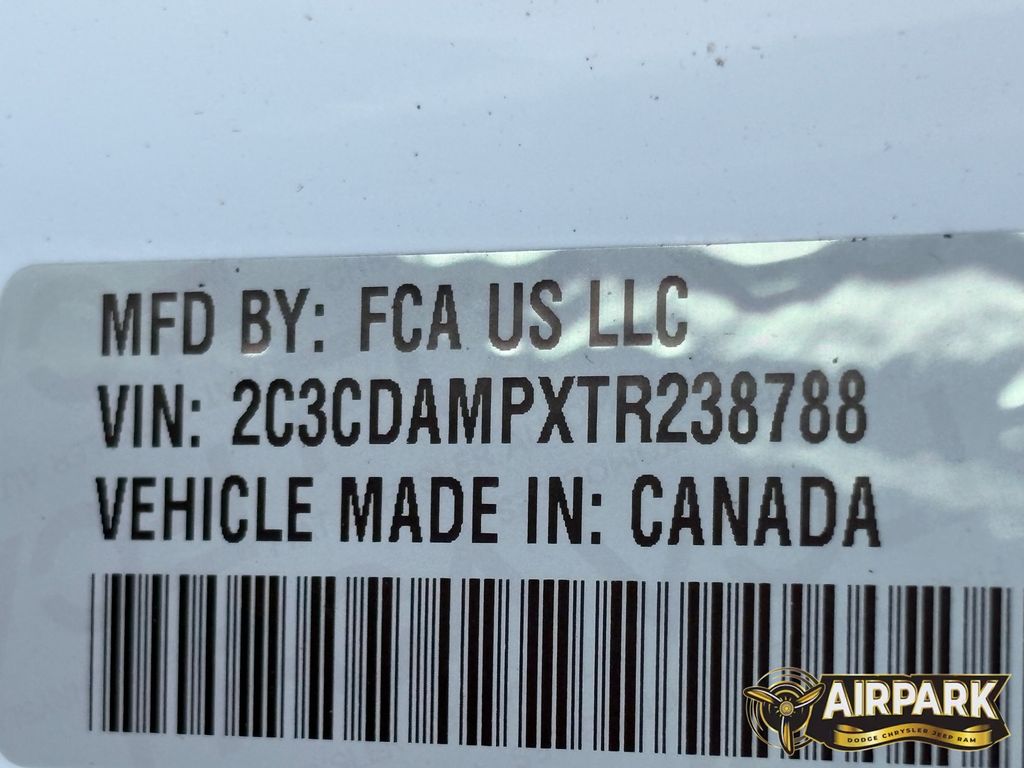 MFD BY: FCA US LLC
VIN: 2C3CDAMPXTR238788
VEHICLE MADE IN: CANADA
AIRPARK
DODGE CHRYSLER JEEP RAM